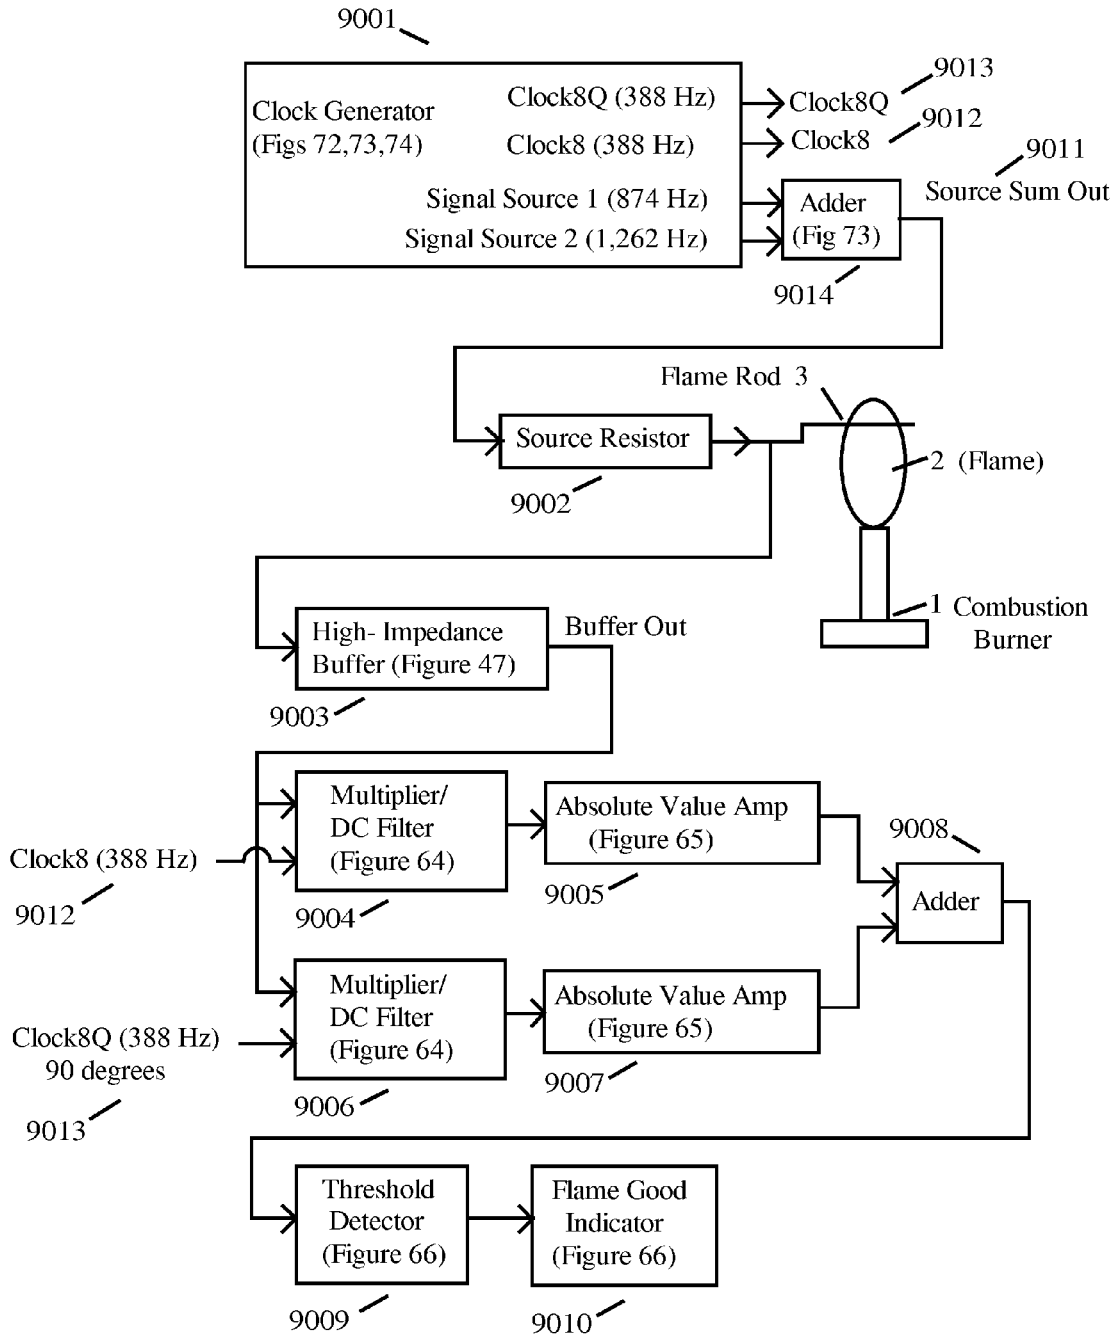 9001
Clock Generator
(Figs 72,73,74)
Clock8Q (388 Hz)
Clock8 (388 Hz)
Signal Source 1 (874 Hz)
Signal Source 2 (1,262 Hz)
Clock8Q
9013
Clock8
9012
9011
Source Sum Out
Adder
(Fig 73)
9014
Flame Rod 3
Source Resistor
9002
2 (Flame)
1 Combustion
Burner
High- Impedance
Buffer (Figure 47)
Buffer Out
9003
Multiplier/
DC Filter
(Figure 64)
Clock8 (388 Hz)
9012
9004
Absolute Value Amp
(Figure 65)
9005
9008
Adder
Multiplier/
DC Filter
(Figure 64)
Clock8Q (388 Hz)
90 degrees
9013
9006
Absolute Value Amp
(Figure 65)
9007
Threshold
Detector
(Figure 66)
9009
Flame Good
Indicator
(Figure 66)
9010